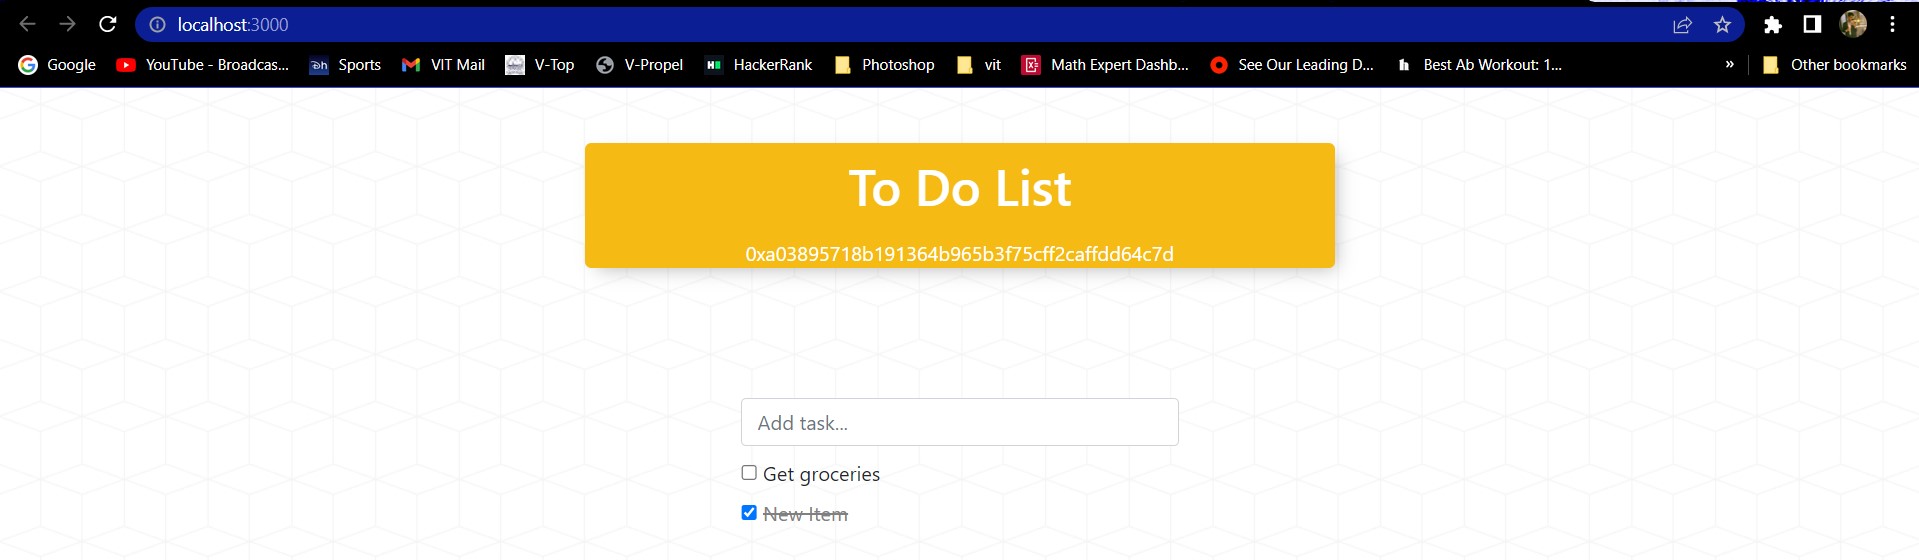 localhost:3000
Google YouTube - Broadcas... Sports VIT Mail V-Top V-Propel HackerRank Photoshop vit Math Expert Dashb... See Our Leading D... Best Ab Workout: 1... » Other bookmarks
To Do List
0xa03895718b191364b965b3f75cff2caffdd64c7d
Add task...
Get groceries
New Item